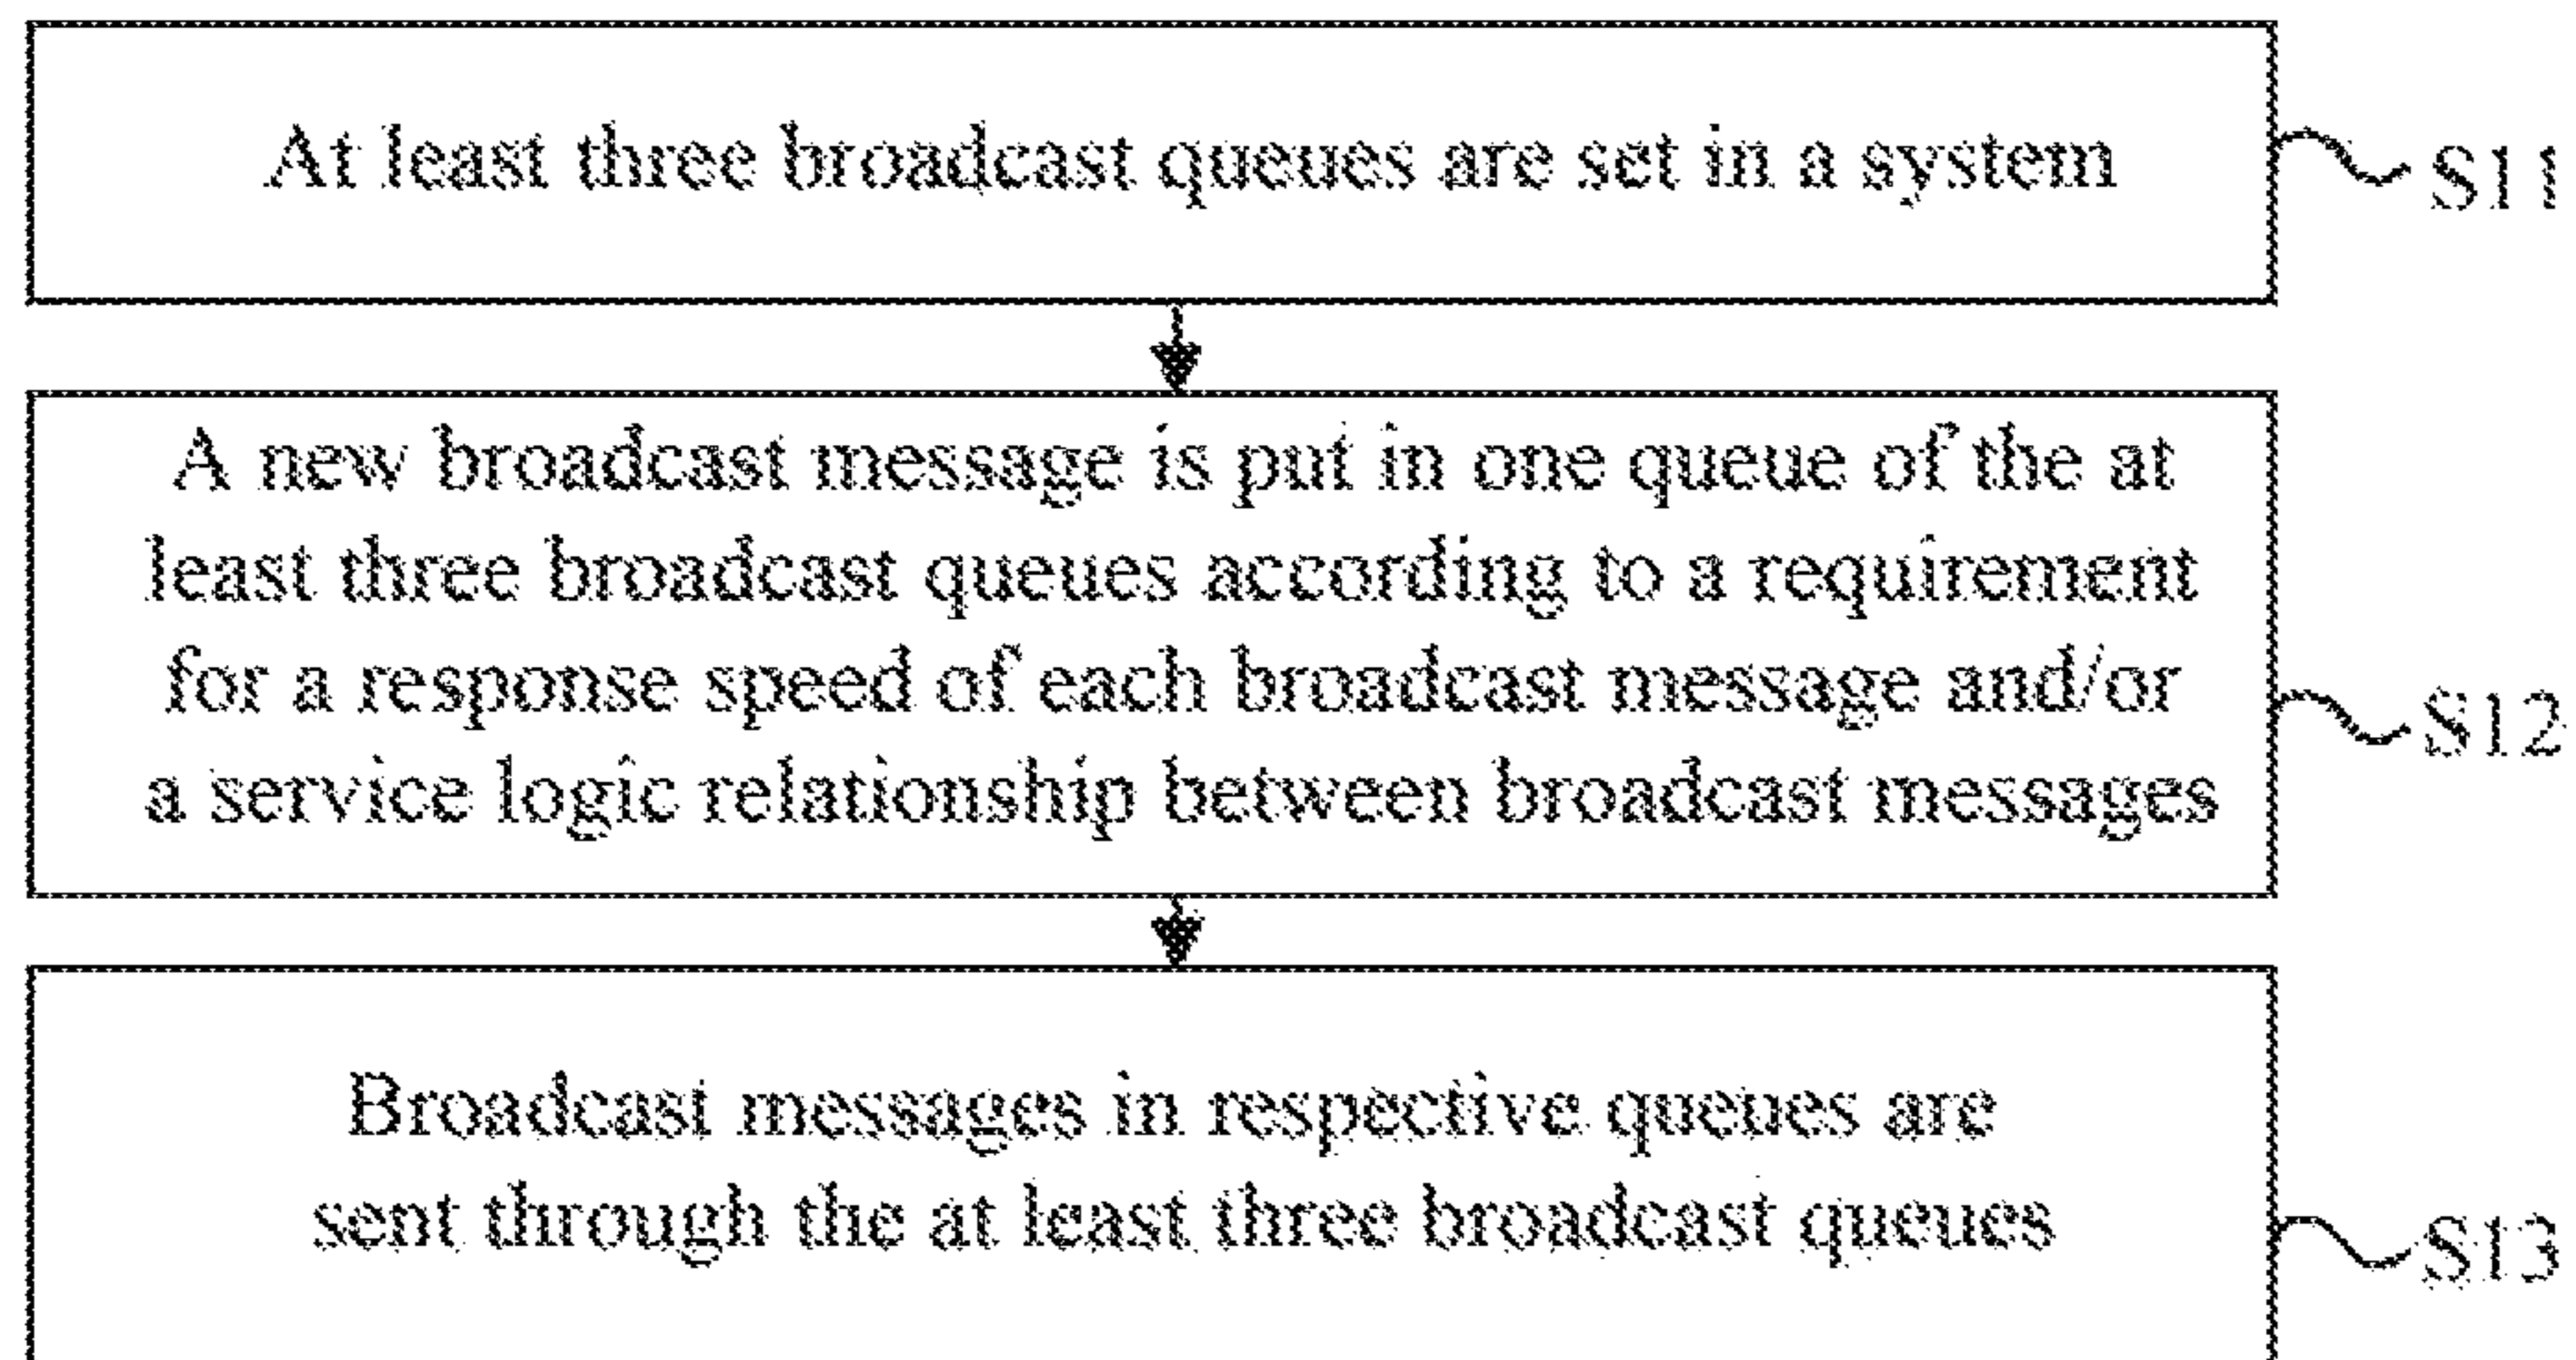 At least three broadcast queues are set in a system
S11
A new broadcast message is put in one queue of the at
least three broadcast queues according to a requirement
for a response speed of each broadcast message and/or
a service logic relationship between broadcast messages
S12
Broadcast messages in respective queues are
sent through the at least three broadcast queues
S13